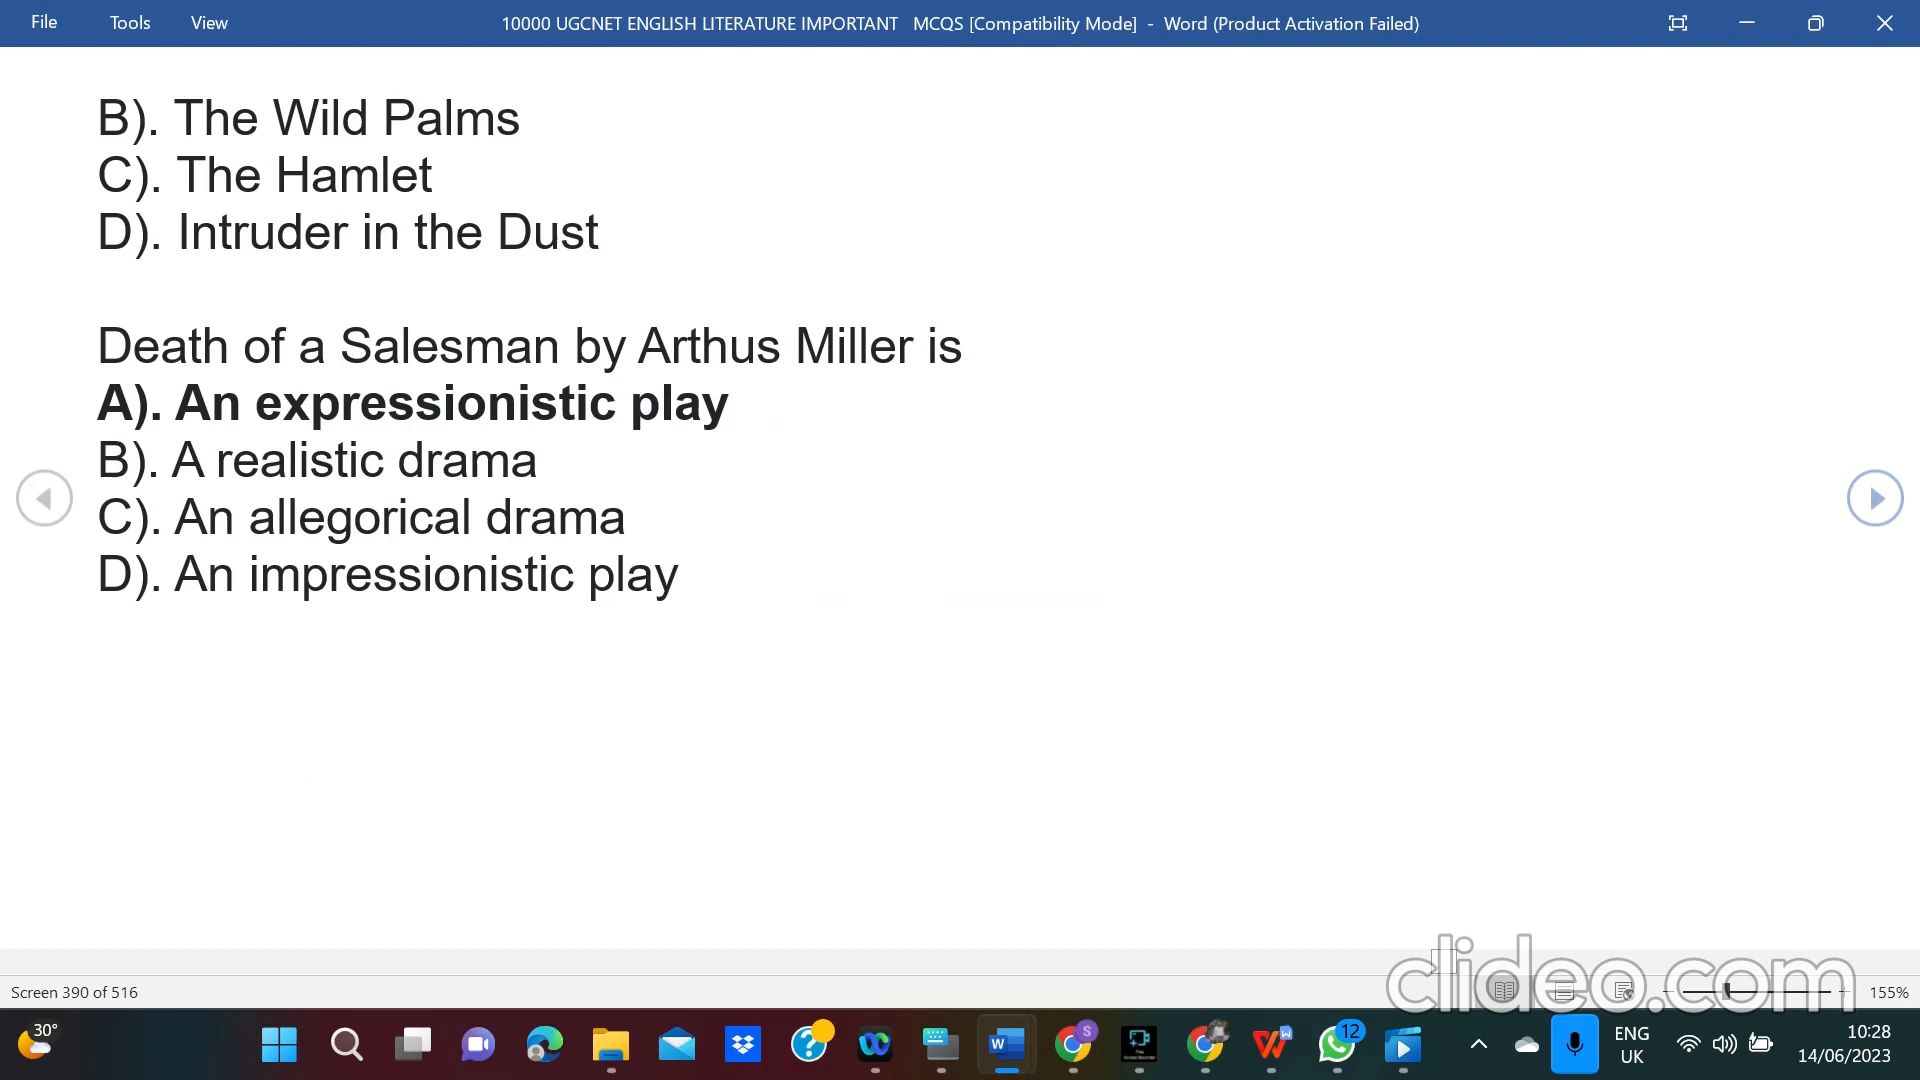 File Tools View 10000 UGCNET ENGLISH LITERATURE IMPORTANT MCQS [Compatibility Mode] - Word (Product Activation Failed)
B). The Wild Palms
C). The Hamlet
D). Intruder in the Dust
Death of a Salesman by Arthus Miller is
A). An expressionistic play
B). A realistic drama
C). An allegorical drama
D). An impressionistic play
clideo.com
Screen 390 of 516 155%
30° 12 ENG 10:28
UK 14/06/2023